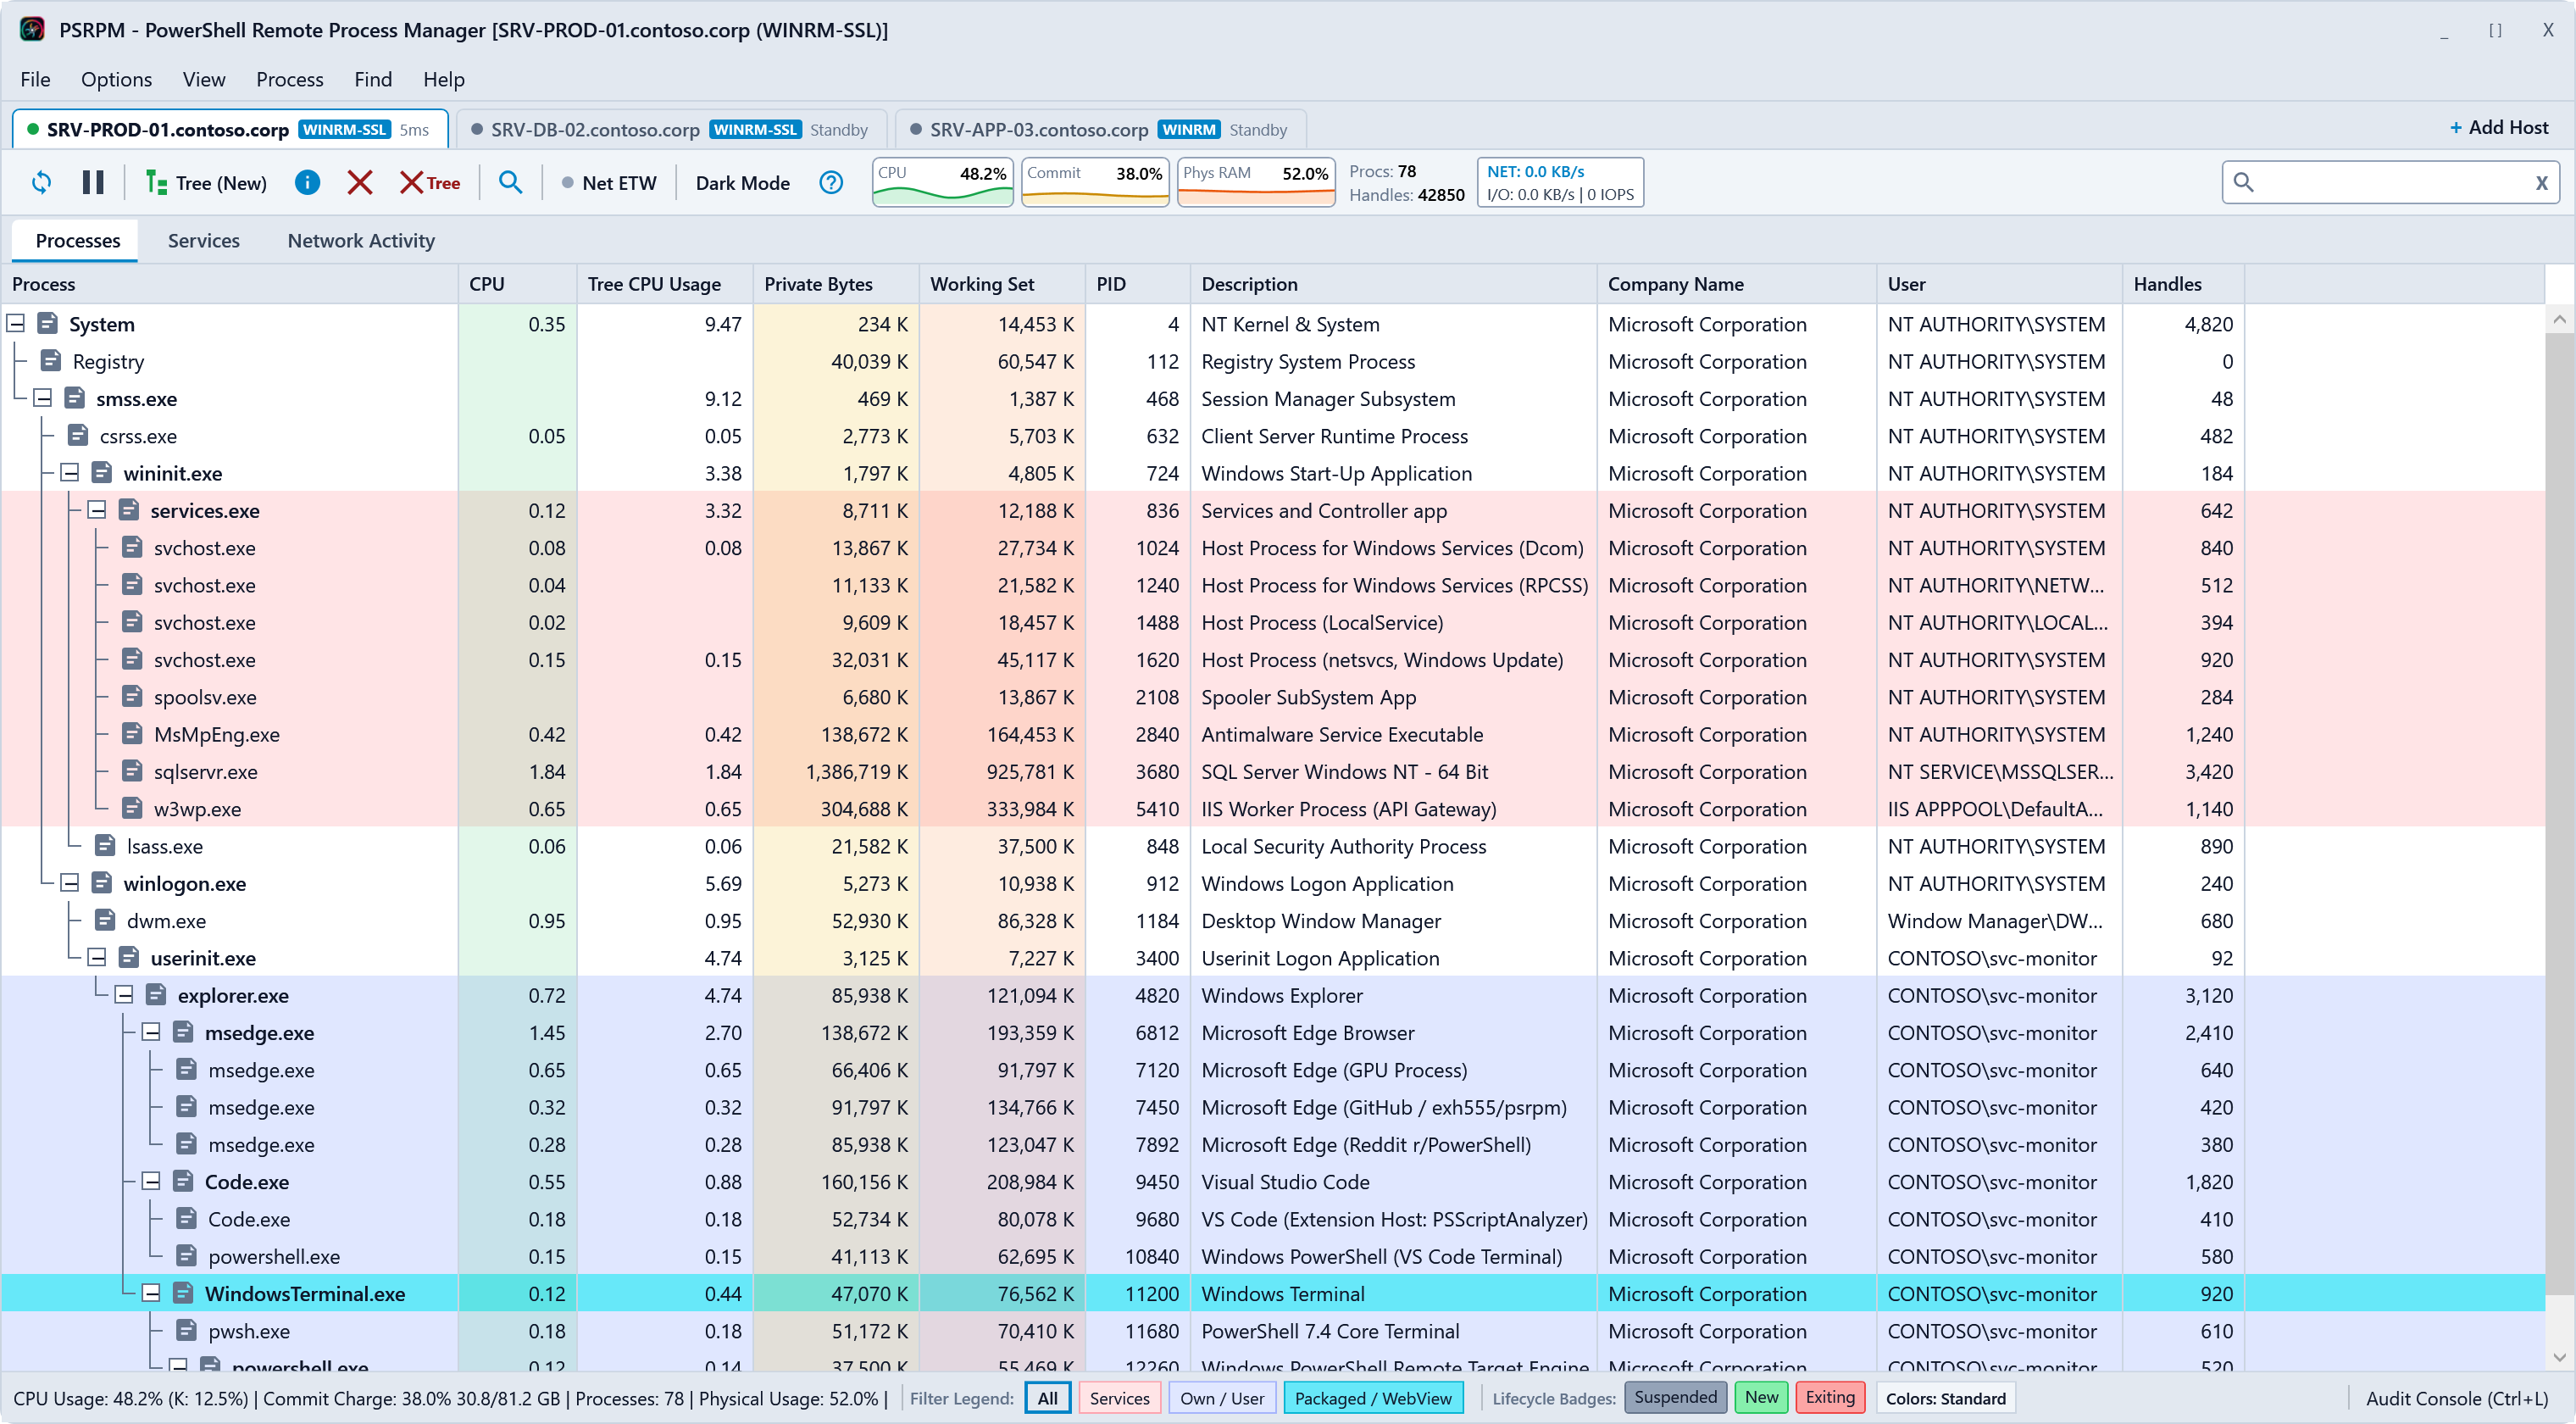 PSRPM - PowerShell Remote Process Manager [SRV-PROD-01.contoso.corp (WINRM-SSL)]
File Options View Process Find Help
SRV-PROD-01.contoso.corp WINRM-SSL 5ms SRV-DB-02.contoso.corp WINRM-SSL Standby SRV-APP-03.contoso.corp WINRM Standby + Add Host
Tree (New) Tree Net ETW Dark Mode CPU 48.2% Commit 38.0% Phys RAM 52.0% Procs: 78 NET: 0.0 KB/s X
Handles: 42850 I/O: 0.0 KB/s | 0 IOPS
Processes Services Network Activity
Process CPU Tree CPU Usage Private Bytes Working Set PID Description Company Name User Handles
System 0.35 9.47 234 K 14,453 K 4 NT Kernel & System Microsoft Corporation NT AUTHORITY\SYSTEM 4,820
Registry 40,039 K 60,547 K 112 Registry System Process Microsoft Corporation NT AUTHORITY\SYSTEM 0
smss.exe 9.12 469 K 1,387 K 468 Session Manager Subsystem Microsoft Corporation NT AUTHORITY\SYSTEM 48
csrss.exe 0.05 0.05 2,773 K 5,703 K 632 Client Server Runtime Process Microsoft Corporation NT AUTHORITY\SYSTEM 482
wininit.exe 3.38 1,797 K 4,805 K 724 Windows Start-Up Application Microsoft Corporation NT AUTHORITY\SYSTEM 184
services.exe 0.12 3.32 8,711 K 12,188 K 836 Services and Controller app Microsoft Corporation NT AUTHORITY\SYSTEM 642
svchost.exe 0.08 0.08 13,867 K 27,734 K 1024 Host Process for Windows Services (Dcom) Microsoft Corporation NT AUTHORITY\SYSTEM 840
svchost.exe 0.04 11,133 K 21,582 K 1240 Host Process for Windows Services (RPCSS) Microsoft Corporation NT AUTHORITY\NETW... 512
svchost.exe 0.02 9,609 K 18,457 K 1488 Host Process (LocalService) Microsoft Corporation NT AUTHORITY\LOCAL... 394
svchost.exe 0.15 0.15 32,031 K 45,117 K 1620 Host Process (netsvcs, Windows Update) Microsoft Corporation NT AUTHORITY\SYSTEM 920
spoolsv.exe 6,680 K 13,867 K 2108 Spooler SubSystem App Microsoft Corporation NT AUTHORITY\SYSTEM 284
MsMpEng.exe 0.42 0.42 138,672 K 164,453 K 2840 Antimalware Service Executable Microsoft Corporation NT AUTHORITY\SYSTEM 1,240
sqlservr.exe 1.84 1.84 1,386,719 K 925,781 K 3680 SQL Server Windows NT - 64 Bit Microsoft Corporation NT SERVICE\MSSQLSER... 3,420
w3wp.exe 0.65 0.65 304,688 K 333,984 K 5410 IIS Worker Process (API Gateway) Microsoft Corporation IIS APPPOOL\DefaultA... 1,140
lsass.exe 0.06 0.06 21,582 K 37,500 K 848 Local Security Authority Process Microsoft Corporation NT AUTHORITY\SYSTEM 890
winlogon.exe 5.69 5,273 K 10,938 K 912 Windows Logon Application Microsoft Corporation NT AUTHORITY\SYSTEM 240
dwm.exe 0.95 0.95 52,930 K 86,328 K 1184 Desktop Window Manager Microsoft Corporation Window Manager\DW... 680
userinit.exe 4.74 3,125 K 7,227 K 3400 Userinit Logon Application Microsoft Corporation CONTOSO\svc-monitor 92
explorer.exe 0.72 4.74 85,938 K 121,094 K 4820 Windows Explorer Microsoft Corporation CONTOSO\svc-monitor 3,120
msedge.exe 1.45 2.70 138,672 K 193,359 K 6812 Microsoft Edge Browser Microsoft Corporation CONTOSO\svc-monitor 2,410
msedge.exe 0.65 0.65 66,406 K 91,797 K 7120 Microsoft Edge (GPU Process) Microsoft Corporation CONTOSO\svc-monitor 640
msedge.exe 0.32 0.32 91,797 K 134,766 K 7450 Microsoft Edge (GitHub / exh555/psrpm) Microsoft Corporation CONTOSO\svc-monitor 420
msedge.exe 0.28 0.28 85,938 K 123,047 K 7892 Microsoft Edge (Reddit r/PowerShell) Microsoft Corporation CONTOSO\svc-monitor 380
Code.exe 0.55 0.88 160,156 K 208,984 K 9450 Visual Studio Code Microsoft Corporation CONTOSO\svc-monitor 1,820
Code.exe 0.18 0.18 52,734 K 80,078 K 9680 VS Code (Extension Host: PSScriptAnalyzer) Microsoft Corporation CONTOSO\svc-monitor 410
powershell.exe 0.15 0.15 41,113 K 62,695 K 10840 Windows PowerShell (VS Code Terminal) Microsoft Corporation CONTOSO\svc-monitor 580
WindowsTerminal.exe 0.12 0.44 47,070 K 76,562 K 11200 Windows Terminal Microsoft Corporation CONTOSO\svc-monitor 920
pwsh.exe 0.18 0.18 51,172 K 70,410 K 11680 PowerShell 7.4 Core Terminal Microsoft Corporation CONTOSO\svc-monitor 610
powershell.exe 0.12 0.14 37,500 K 55,469 K 12260 Windows PowerShell Remote Target Engine Microsoft Corporation CONTOSO\svc-monitor 520
CPU Usage: 48.2% (K: 12.5%) | Commit Charge: 38.0% 30.8/81.2 GB | Processes: 78 | Physical Usage: 52.0% | Filter Legend: All Services Own / User Packaged / WebView Lifecycle Badges: Suspended New Exiting Colors: Standard Audit Console (Ctrl+L)